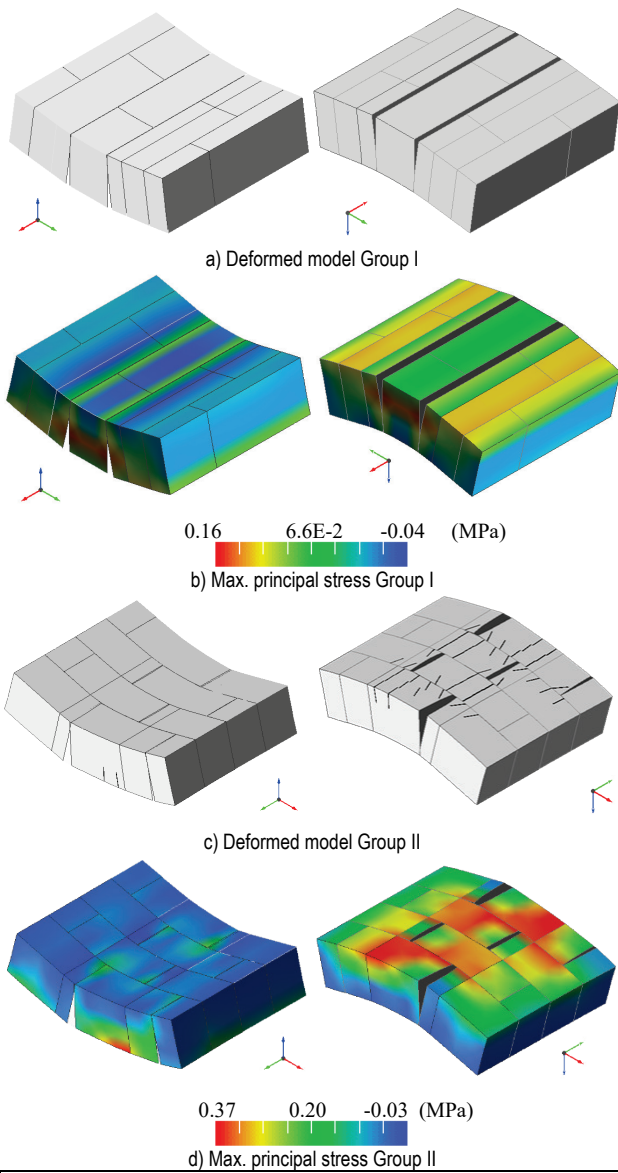 a) Deformed model Group I
0.16 6.6E-2 -0.04 (MPa)
b) Max. principal stress Group I
c) Deformed model Group II
0.37 0.20 -0.03 (MPa)
d) Max. principal stress Group II